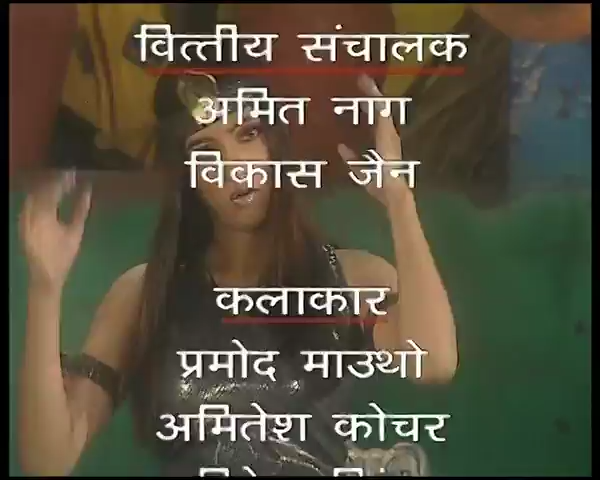 वित्तीय संचालक
अमित नाग
विकास जैन
कलाकार
प्रमोद माउथो
अमितेश कोचर